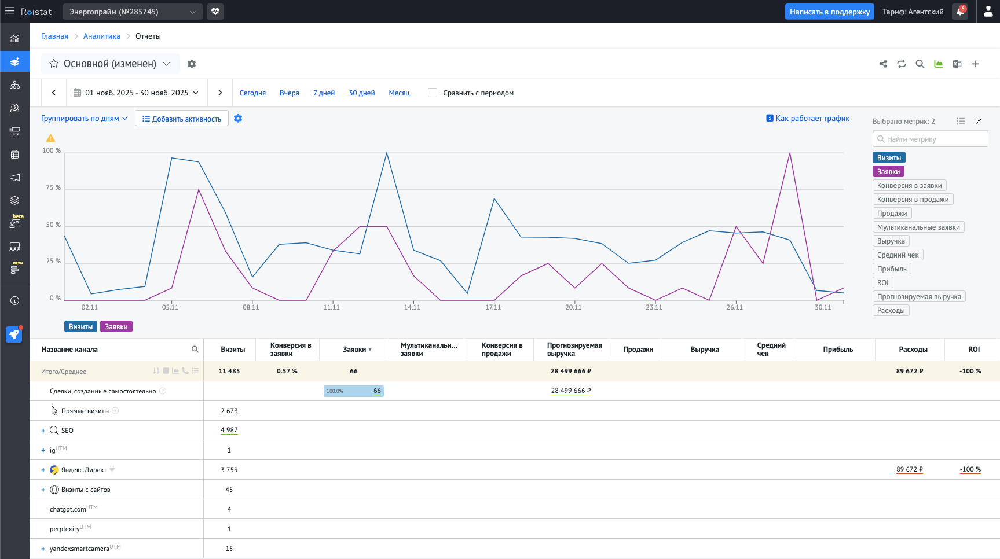 Roistat
Энергопрайм (№285745)
Написать в поддержку
Тариф: Агентский
6
Главная
Аналитика
Отчеты
Основной (изменен)
01 нояб. 2025 - 30 нояб. 2025
Сегодня
Вчера
7 дней
30 дней
Месяц
Сравнить с периодом
Группировать по дням
Добавить активность
Как работает график
Выбрано метрик: 2
Найти метрику
Визиты
Заявки
Конверсия в заявки
Конверсия в продажи
Продажи
Мультиканальные заявки
Выручка
Средний чек
Прибыль
ROI
Прогнозируемая выручка
Расходы
beta
new
100 %
75 %
50 %
25 %
0 %
02.11 05.11 08.11 11.11 14.11 17.11 20.11 23.11 26.11 30.11
Визиты Заявки
Название канала Визиты Конверсия в заявки Заявки Мультиканальн... заявки Конверсия в продажи Прогнозируемая выручка Продажи Выручка Средний чек Прибыль Расходы ROI
Итого/Среднее 11 485 0.57 % 66 28 499 666 ₽ 89 672 ₽ -100 %
Сделки, созданные самостоятельно 100.0% 66 28 499 666 ₽
Прямые визиты 2 673
+ SEO 4 987
+ ig UTM 1
+ Яндекс.Директ 3 759 89 672 ₽ -100 %
+ Визиты с сайтов 45
chatgpt.com UTM 4
perplexity UTM 1
+ yandexsmartcamera UTM 15